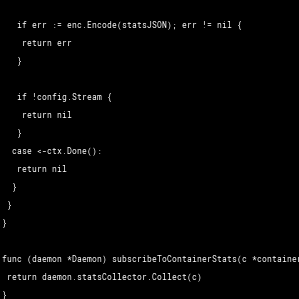 if err := enc.Encode(statsJSON); err != nil {
return err
}
if !config.Stream {
return nil
}
case <-ctx.Done():
return nil
}
}
}
func (daemon *Daemon) subscribeToContainerStats(c *container
return daemon.statsCollector.Collect(c)
}